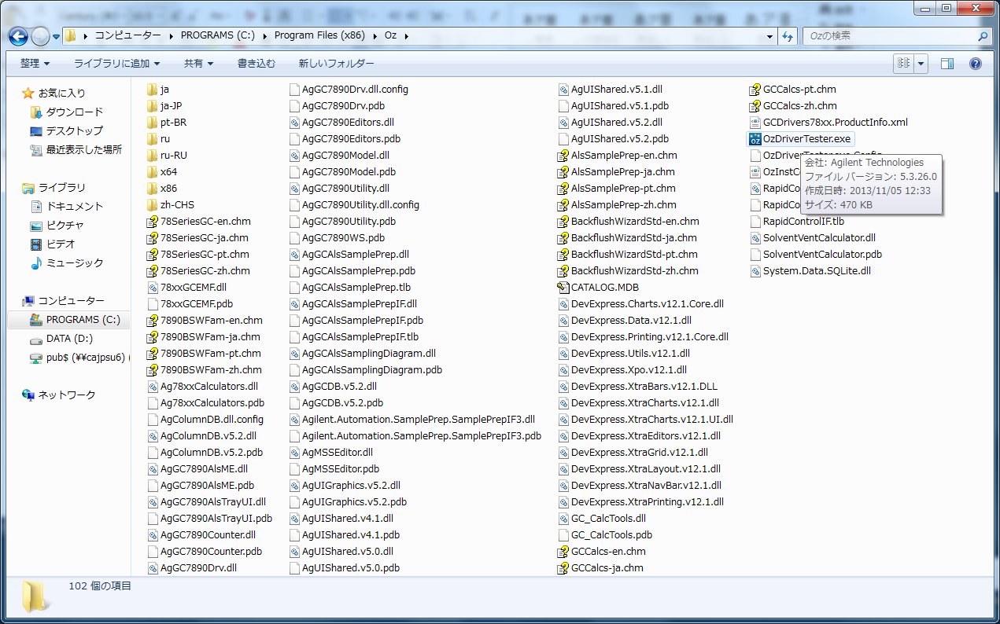 コンピューター ▸ PROGRAMS (C:) ▸ Program Files (x86) ▸ Oz ▸
Ozの検索
整理 ライブラリに追加 共有 書き込む 新しいフォルダー
お気に入り
ダウンロード
デスクトップ
最近表示した場所
ライブラリ
ドキュメント
ピクチャ
ビデオ
ミュージック
コンピューター
PROGRAMS (C:)
DATA (D:)
pub$ (¥¥cajpsu6) (
ネットワーク
ja
ja-JP
pt-BR
ru
ru-RU
x64
x86
zh-CHS
78SeriesGC-en.chm
78SeriesGC-ja.chm
78SeriesGC-pt.chm
78SeriesGC-zh.chm
78xxGCEMF.dll
78xxGCEMF.pdb
7890BSWFam-en.chm
7890BSWFam-ja.chm
7890BSWFam-pt.chm
7890BSWFam-zh.chm
Ag78xxCalculators.dll
Ag78xxCalculators.pdb
AgColumnDB.dll.config
AgColumnDB.v5.2.dll
AgColumnDB.v5.2.pdb
AgGC7890AlsME.dll
AgGC7890AlsME.pdb
AgGC7890AlsTrayUI.dll
AgGC7890AlsTrayUI.pdb
AgGC7890Counter.dll
AgGC7890Counter.pdb
AgGC7890Drv.dll
AgGC7890Drv.dll.config
AgGC7890Drv.pdb
AgGC7890Editors.dll
AgGC7890Editors.pdb
AgGC7890Model.dll
AgGC7890Model.pdb
AgGC7890Utility.dll
AgGC7890Utility.dll.config
AgGC7890Utility.pdb
AgGC7890WS.pdb
AgGCAlsSamplePrep.dll
AgGCAlsSamplePrep.pdb
AgGCAlsSamplePrep.tlb
AgGCAlsSamplePrepIF.dll
AgGCAlsSamplePrepIF.pdb
AgGCAlsSamplePrepIF.tlb
AgGCAlsSamplingDiagram.dll
AgGCAlsSamplingDiagram.pdb
AgGCDB.v5.2.dll
AgGCDB.v5.2.pdb
Agilent.Automation.SamplePrep.SamplePrepIF3.dll
Agilent.Automation.SamplePrep.SamplePrepIF3.pdb
AgMSSEditor.dll
AgMSSEditor.pdb
AgUIGraphics.v5.2.dll
AgUIGraphics.v5.2.pdb
AgUIShared.v4.1.dll
AgUIShared.v4.1.pdb
AgUIShared.v5.0.dll
AgUIShared.v5.0.pdb
AgUIShared.v5.1.dll
AgUIShared.v5.1.pdb
AgUIShared.v5.2.dll
AgUIShared.v5.2.pdb
AlsSamplePrep-en.chm
AlsSamplePrep-ja.chm
AlsSamplePrep-pt.chm
AlsSamplePrep-zh.chm
BackflushWizardStd-en.chm
BackflushWizardStd-ja.chm
BackflushWizardStd-pt.chm
BackflushWizardStd-zh.chm
CATALOG.MDB
DevExpress.Charts.v12.1.Core.dll
DevExpress.Data.v12.1.dll
DevExpress.Printing.v12.1.Core.dll
DevExpress.Utils.v12.1.dll
DevExpress.Xpo.v12.1.dll
DevExpress.XtraBars.v12.1.DLL
DevExpress.XtraCharts.v12.1.dll
DevExpress.XtraCharts.v12.1.UI.dll
DevExpress.XtraEditors.v12.1.dll
DevExpress.XtraGrid.v12.1.dll
DevExpress.XtraLayout.v12.1.dll
DevExpress.XtraNavBar.v12.1.dll
DevExpress.XtraPrinting.v12.1.dll
GC_CalcTools.dll
GC_CalcTools.pdb
GCCalcs-en.chm
GCCalcs-ja.chm
GCCalcs-pt.chm
GCCalcs-zh.chm
GCDrivers78xx.ProductInfo.xml
OzDriverTester.exe
OzDriverTester.exe.Config
OzInstCo
RapidCo
RapidCo
RapidControlIF.tlb
SolventVentCalculator.dll
SolventVentCalculator.pdb
System.Data.SQLite.dll
会社: Agilent Technologies
ファイル バージョン: 5.3.26.0
作成日時: 2013/11/05 12:33
サイズ: 470 KB
102 個の項目